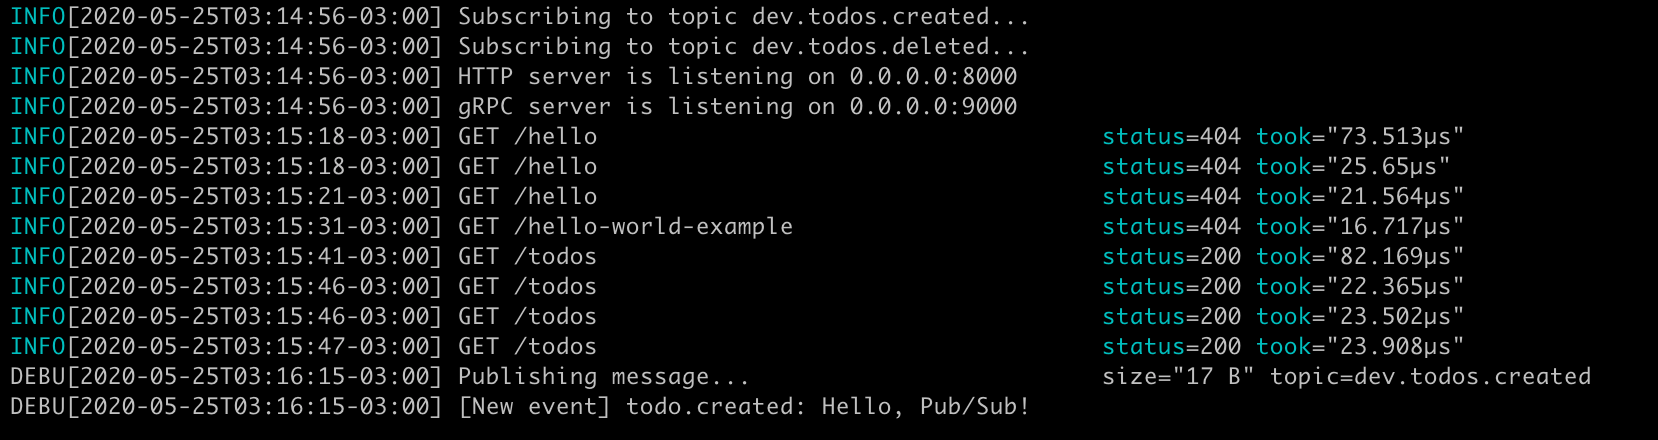 INFO[2020-05-25T03:14:56-03:00] Subscribing to topic dev.todos.created...
INFO[2020-05-25T03:14:56-03:00] Subscribing to topic dev.todos.deleted...
INFO[2020-05-25T03:14:56-03:00] HTTP server is listening on 0.0.0.0:8000
INFO[2020-05-25T03:14:56-03:00] gRPC server is listening on 0.0.0.0:9000
INFO[2020-05-25T03:15:18-03:00] GET /hello status=404 took="73.513µs"
INFO[2020-05-25T03:15:18-03:00] GET /hello status=404 took="25.65µs"
INFO[2020-05-25T03:15:21-03:00] GET /hello status=404 took="21.564µs"
INFO[2020-05-25T03:15:31-03:00] GET /hello-world-example status=404 took="16.717µs"
INFO[2020-05-25T03:15:41-03:00] GET /todos status=200 took="82.169µs"
INFO[2020-05-25T03:15:46-03:00] GET /todos status=200 took="22.365µs"
INFO[2020-05-25T03:15:46-03:00] GET /todos status=200 took="23.502µs"
INFO[2020-05-25T03:15:47-03:00] GET /todos status=200 took="23.908µs"
DEBU[2020-05-25T03:16:15-03:00] Publishing message... size="17 B" topic=dev.todos.created
DEBU[2020-05-25T03:16:15-03:00] [New event] todo.created: Hello, Pub/Sub!